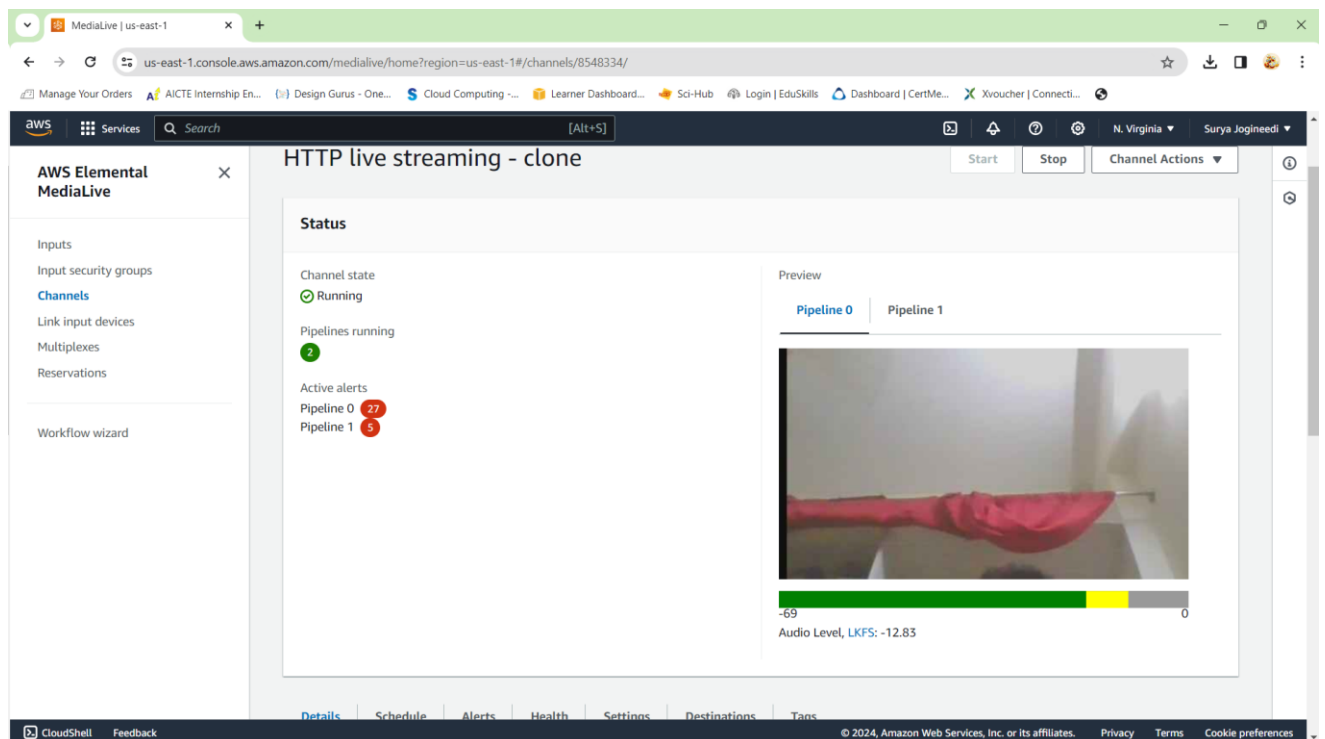 MediaLive | us-east-1
us-east-1.console.aws.amazon.com/medialive/home?region=us-east-1#/channels/8548334/
Manage Your Orders AICTE Internship En... Design Gurus - One... Cloud Computing -... Learner Dashboard... Sci-Hub Login | EduSkills Dashboard | CertMe... Xvoucher | Connecti...
aws Services Search [Alt+S] N. Virginia ▼ Surya Jogineedi ▼
AWS Elemental
MediaLive
Inputs
Input security groups
Channels
Link input devices
Multiplexes
Reservations
Workflow wizard
HTTP live streaming - clone
Start Stop Channel Actions ▼
Status
Channel state
Running
Pipelines running
2
Active alerts
Pipeline 0 27
Pipeline 1 5
Preview
Pipeline 0 Pipeline 1
-69 0
Audio Level, LKFS: -12.83
Details Schedule Alerts Health Settings Destinations Tags
CloudShell Feedback © 2024, Amazon Web Services, Inc. or its affiliates. Privacy Terms Cookie preferences